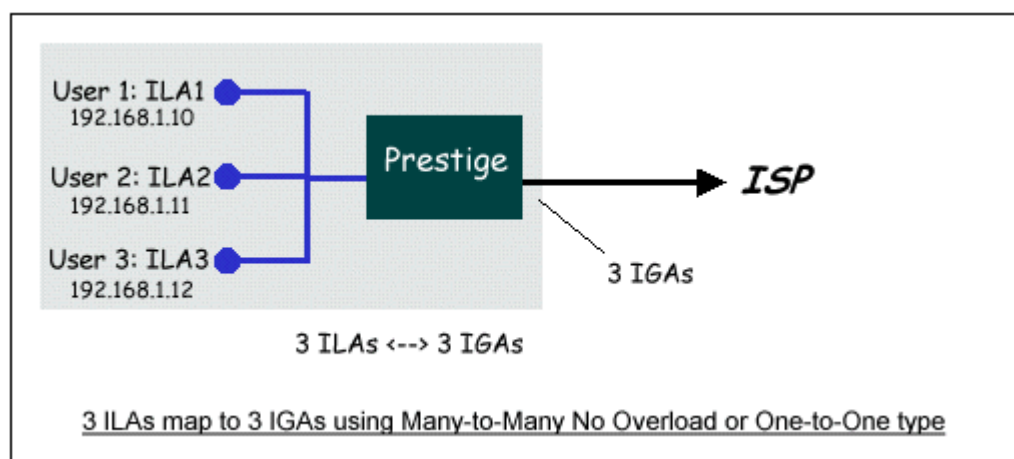 User 1: ILA1
192.168.1.10
User 2: ILA2
192.168.1.11
User 3: ILA3
192.168.1.12
Prestige
ISP
3 IGAs
3 ILAs <--> 3 IGAs
3 ILAs map to 3 IGAs using Many-to-Many No Overload or One-to-One type